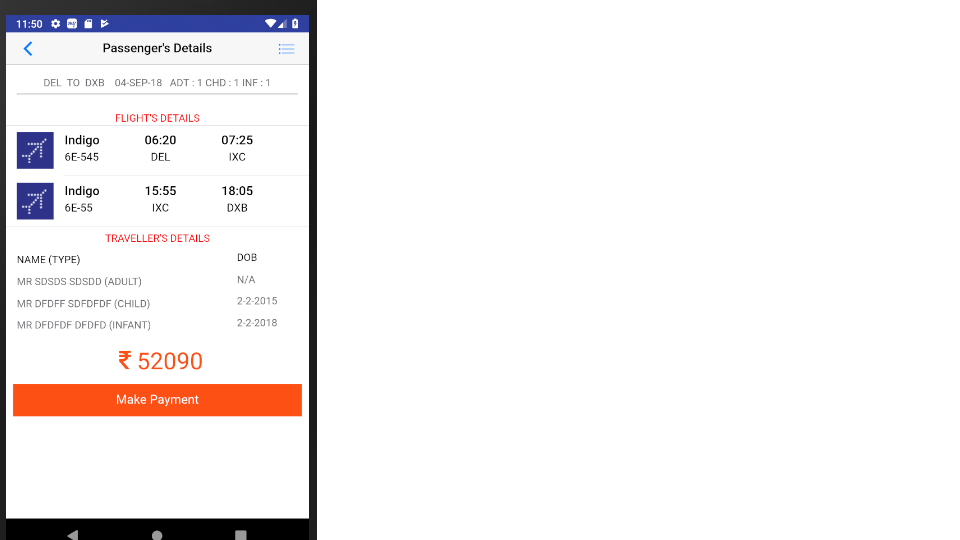 11:50
Passenger's Details
DEL TO DXB 04-SEP-18 ADT : 1 CHD : 1 INF : 1
FLIGHT'S DETAILS
Indigo 06:20 07:25
6E-545 DEL IXC
Indigo 15:55 18:05
6E-55 IXC DXB
TRAVELLER'S DETAILS
NAME (TYPE) DOB
MR SDSDS SDSDD (ADULT) N/A
MR DFDFF SDFDFDF (CHILD) 2-2-2015
MR DFDFDF DFDFD (INFANT) 2-2-2018
₹ 52090
Make Payment